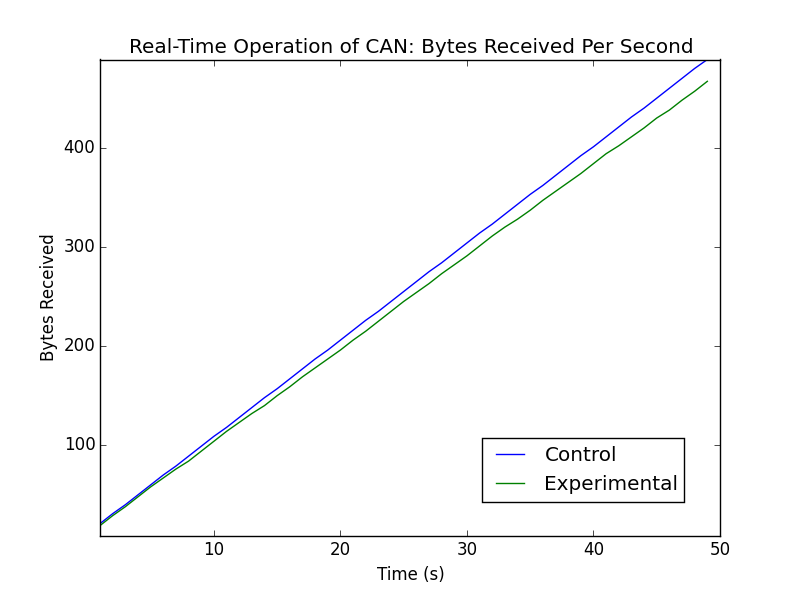 Real-Time Operation of CAN: Bytes Received Per Second
Bytes Received
400
300
200
100
10
20
30
40
50
Time (s)
Control
Experimental